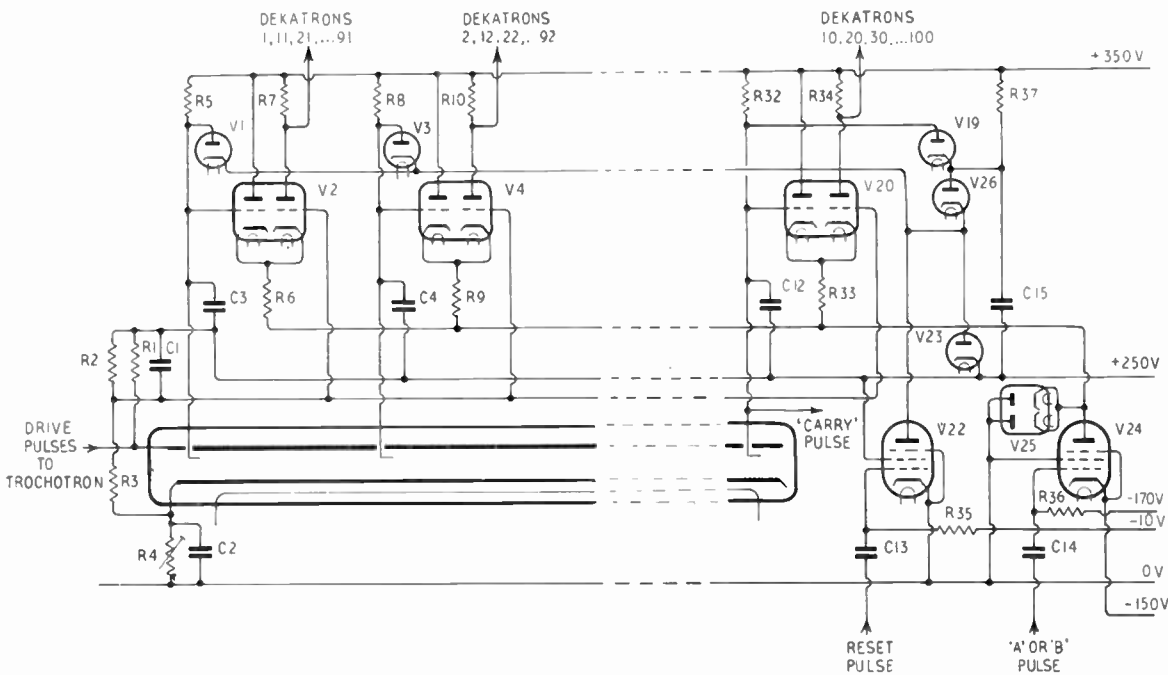 DEKATRONS
1,11,21,...91
DEKATRONS
2,12,22,. 92
DEKATRONS
10,20,30,...100
+350V
R5
R7
R8
R10
R32
R34
R37
V1
V3
V19
V2
V4
V20
V26
C3
R6
C4
R9
C12
R33
C15
R2
R1
C1
V23
+250V
DRIVE
PULSES
TO
TROCHOTRON
'CARRY'
PULSE
V22
V25
V24
R3
R36
-170V
R35
-10V
R4
C2
C13
C14
0V
-150V
RESET
PULSE
'A' OR 'B'
PULSE